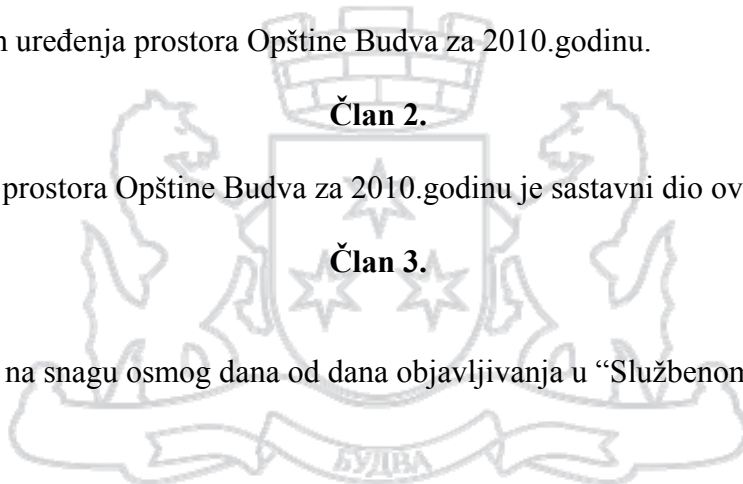 uređenja prostora Opštine Budva za 2010.godinu.
Član 2.
prostora Opštine Budva za 2010.godinu je sastavni dio ov
Član 3.
na snagu osmog dana od dana objavljivanja u “Službenom
БУДВА